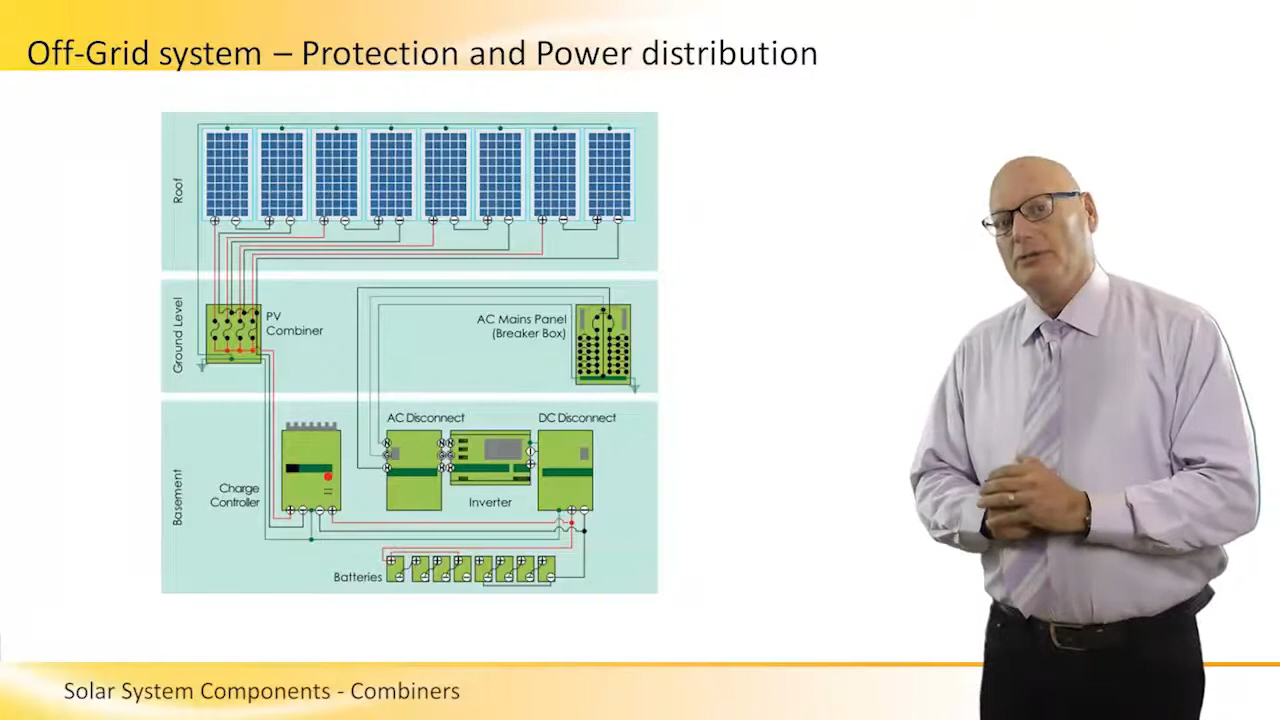 Off-Grid system – Protection and Power distribution
Roof
Ground Level
PV
Combiner
AC Mains Panel
(Breaker Box)
Basement
AC Disconnect
DC Disconnect
Charge
Controller
Inverter
Batteries
Solar System Components - Combiners